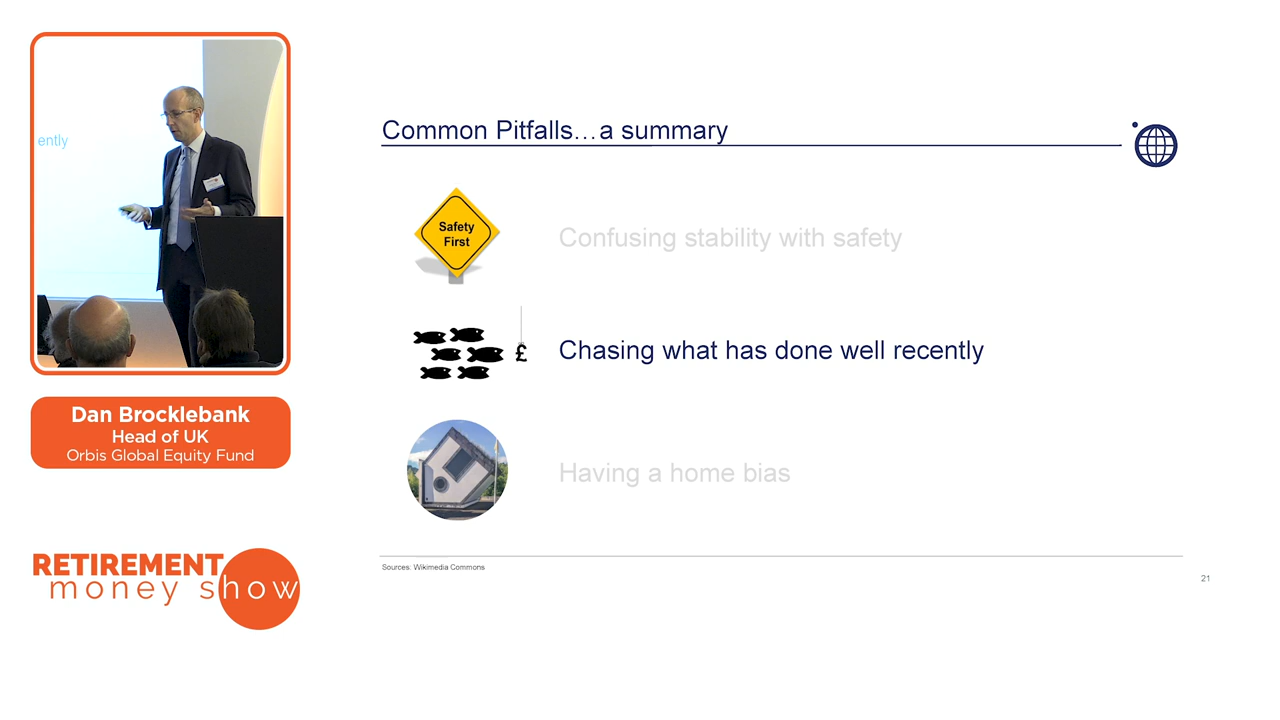 ently
Dan Brocklebank
Head of UK
Orbis Global Equity Fund
RETIREMENT
money show
Common Pitfalls…a summary
Safety
First
Confusing stability with safety
£
Chasing what has done well recently
Having a home bias
Sources: Wikimedia Commons
21